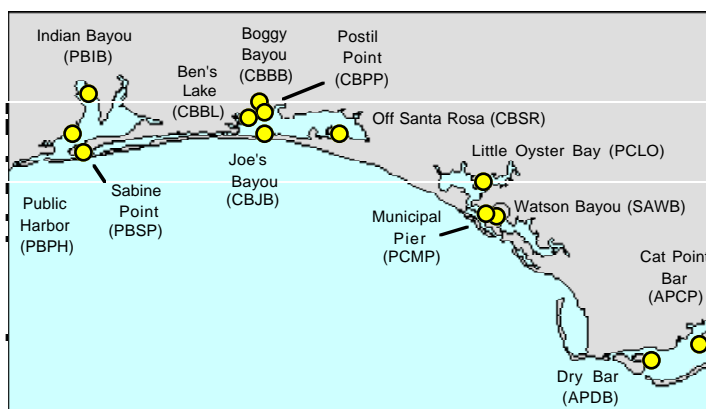 Indian Bayou
(PBIB)
Boggy
Bayou
(CBBB)
Postil
Point
(CBPP)
Ben's
Lake
(CBBL)
Off Santa Rosa (CBSR)
Joe's
Bayou
(CBJB)
Sabine
Point
(PBSP)
Public
Harbor
(PBPH)
Little Oyster Bay (PCLO)
Watson Bayou (SAWB)
Municipal
Pier
(PCMP)
Cat Point
Bar
(APCP)
Dry Bar
(APDB)